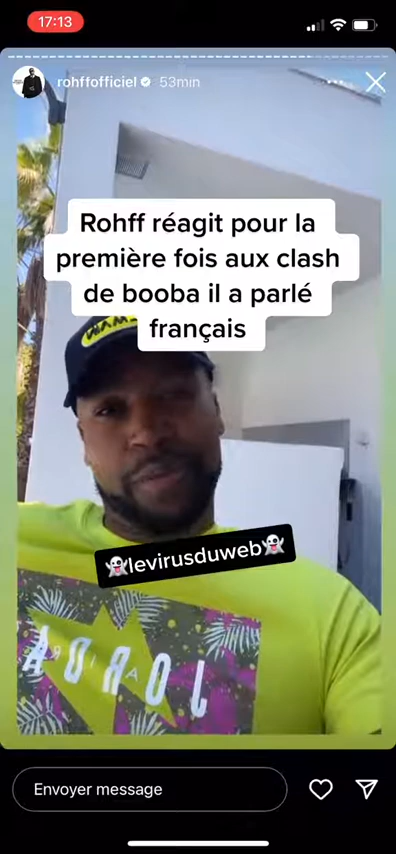 17:13
rohffofficiel 53min
Rohff réagit pour la
première fois aux clash
de booba il a parlé
français
👻levirusduweb👻
Envoyer message